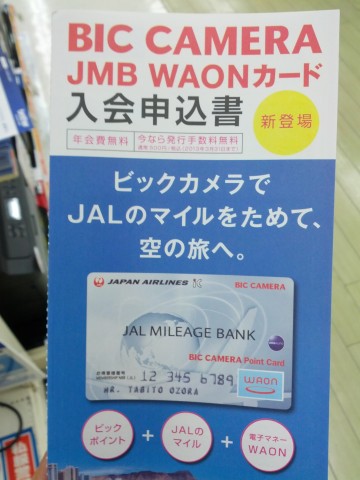 BIC CAMERA
JMB WAONカード
入会申込書
新登場
年会費無料
今なら発行手数料無料
ビックカメラで
JALのマイルをためて、
空の旅へ。
JAPAN AIRLINES
BIC CAMERA
JAL MILEAGE BANK
BIC CAMERA Point Card
12 345 6789
MR. TABITO OZORA
WAON
ビック
ポイント
+
JALの
マイル
+
電子マネー
WAON